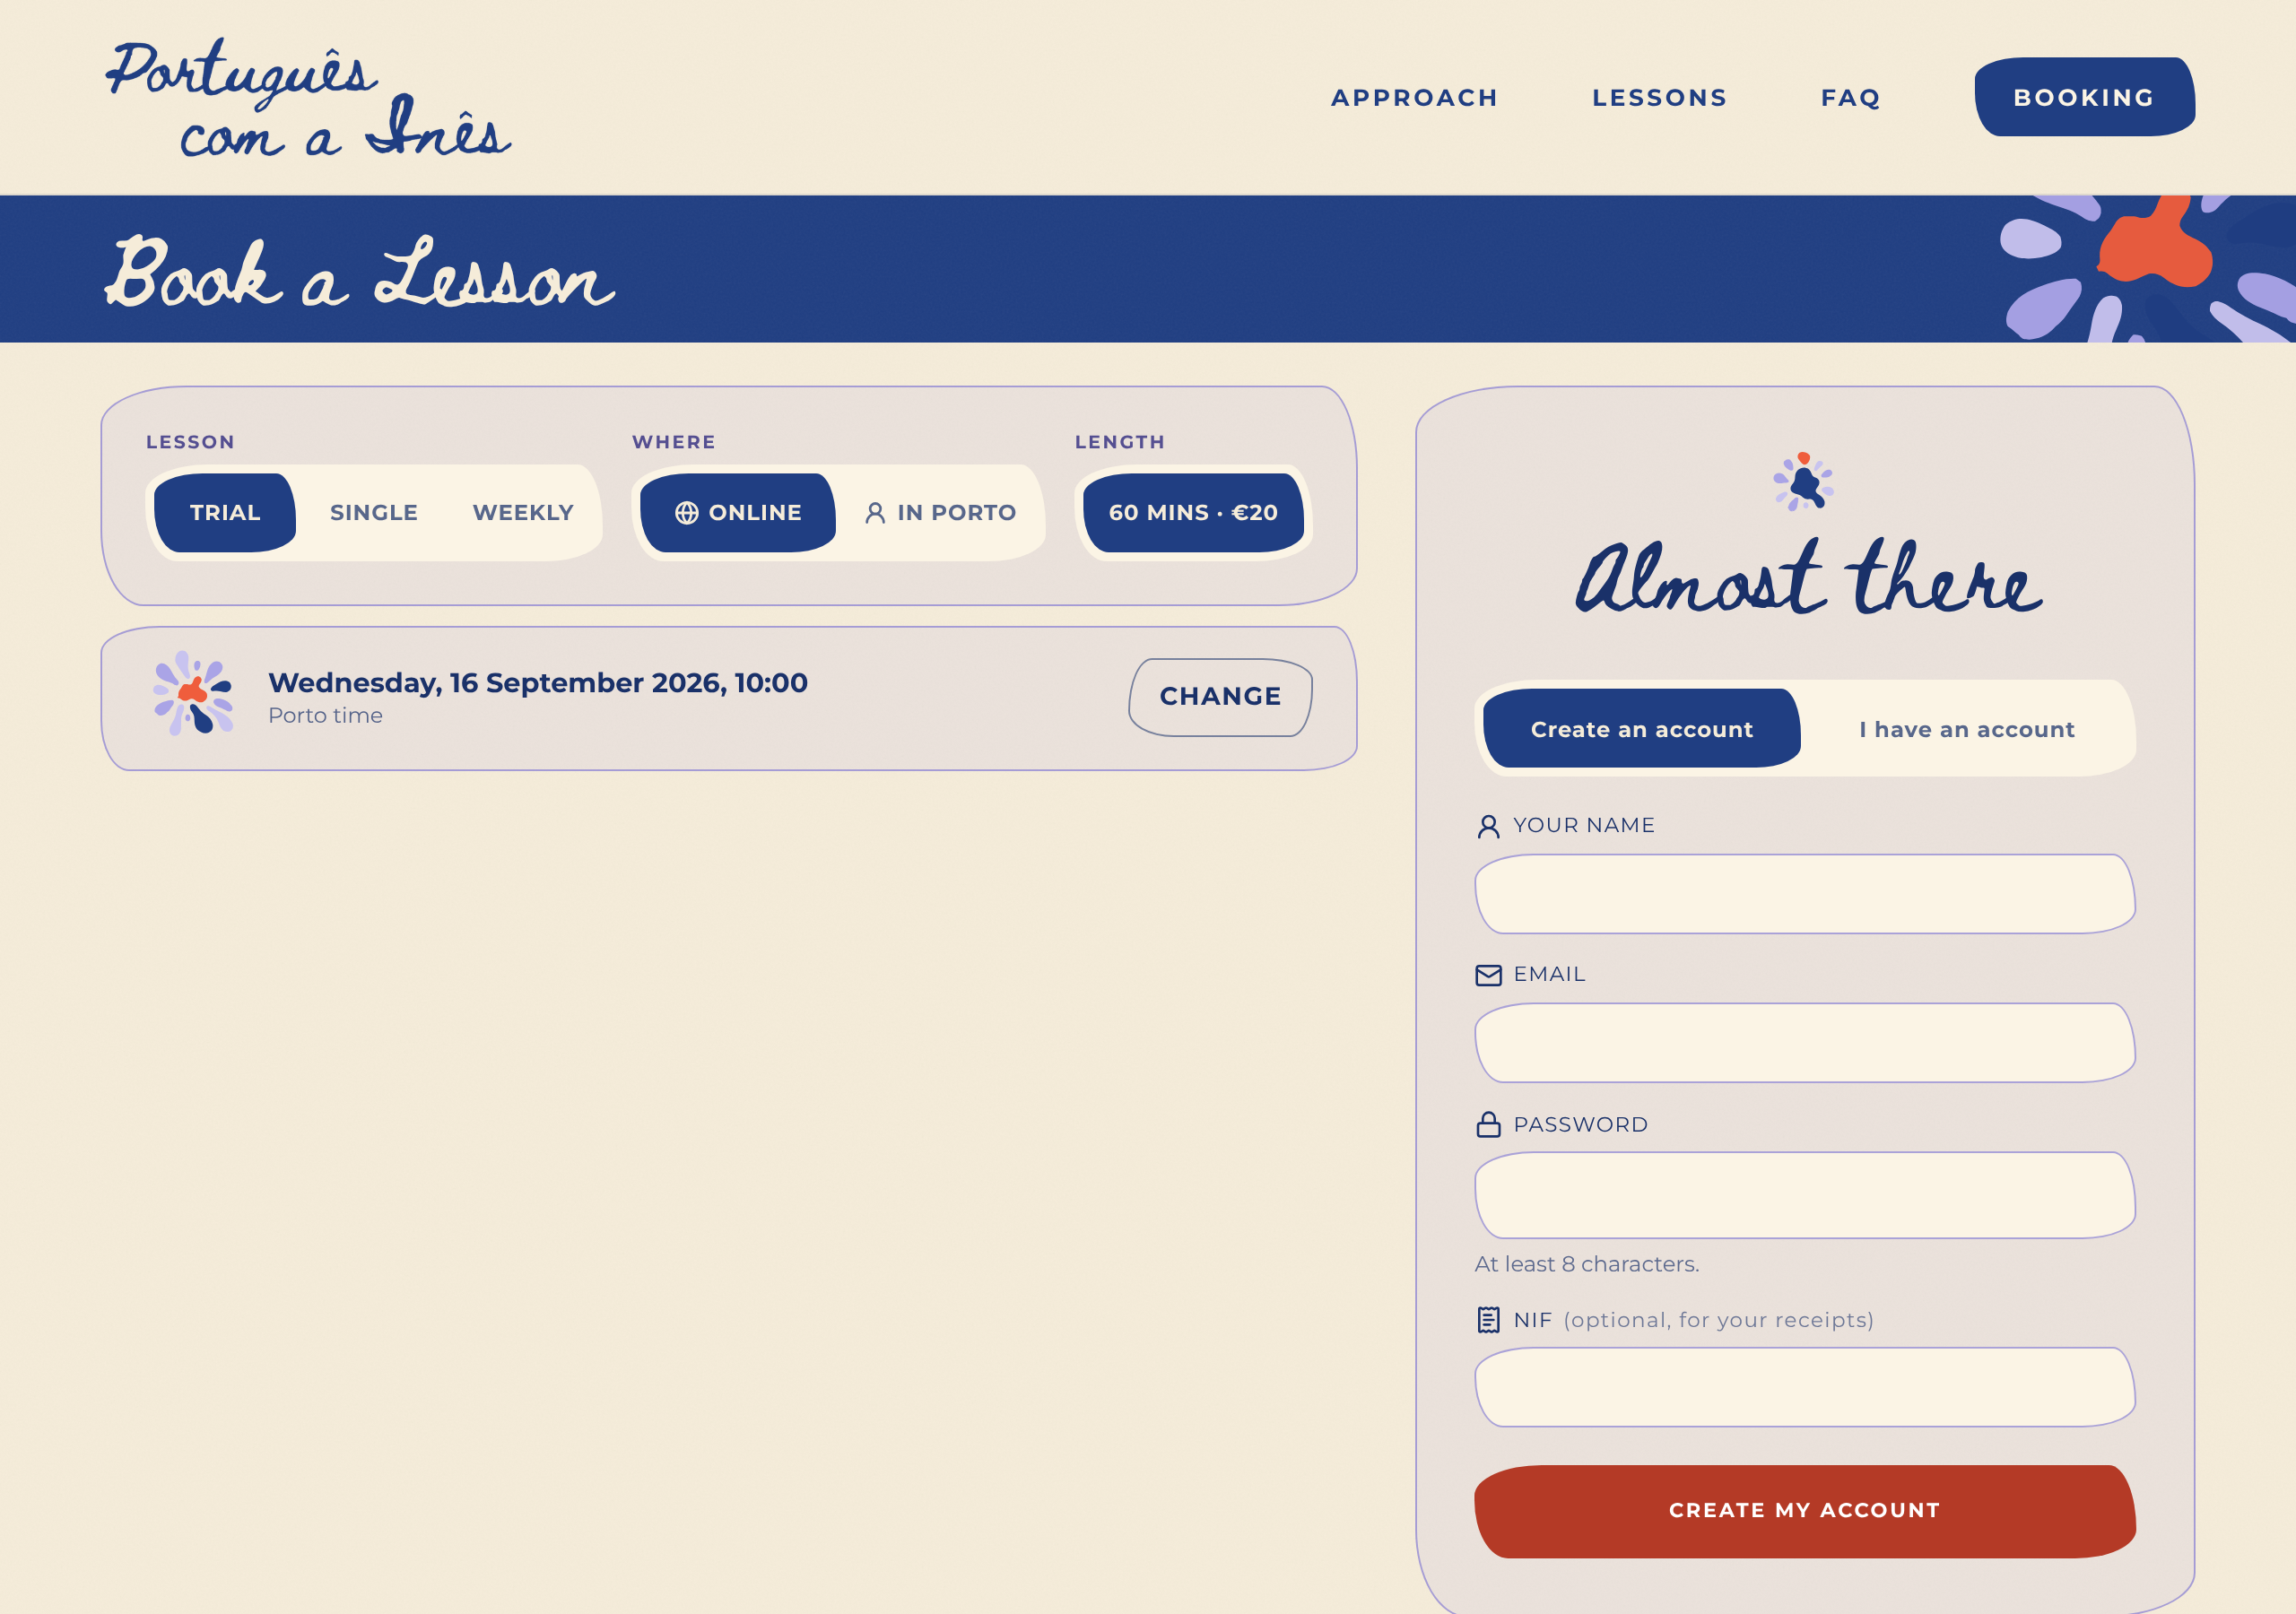 Português
com a Inês
APPROACH LESSONS FAQ BOOKING
Book a Lesson
LESSON WHERE LENGTH
TRIAL SINGLE WEEKLY ONLINE IN PORTO 60 MINS · €20
Wednesday, 16 September 2026, 10:00
Porto time
CHANGE
Almost there
Create an account I have an account
YOUR NAME
EMAIL
PASSWORD
At least 8 characters.
NIF (optional, for your receipts)
CREATE MY ACCOUNT